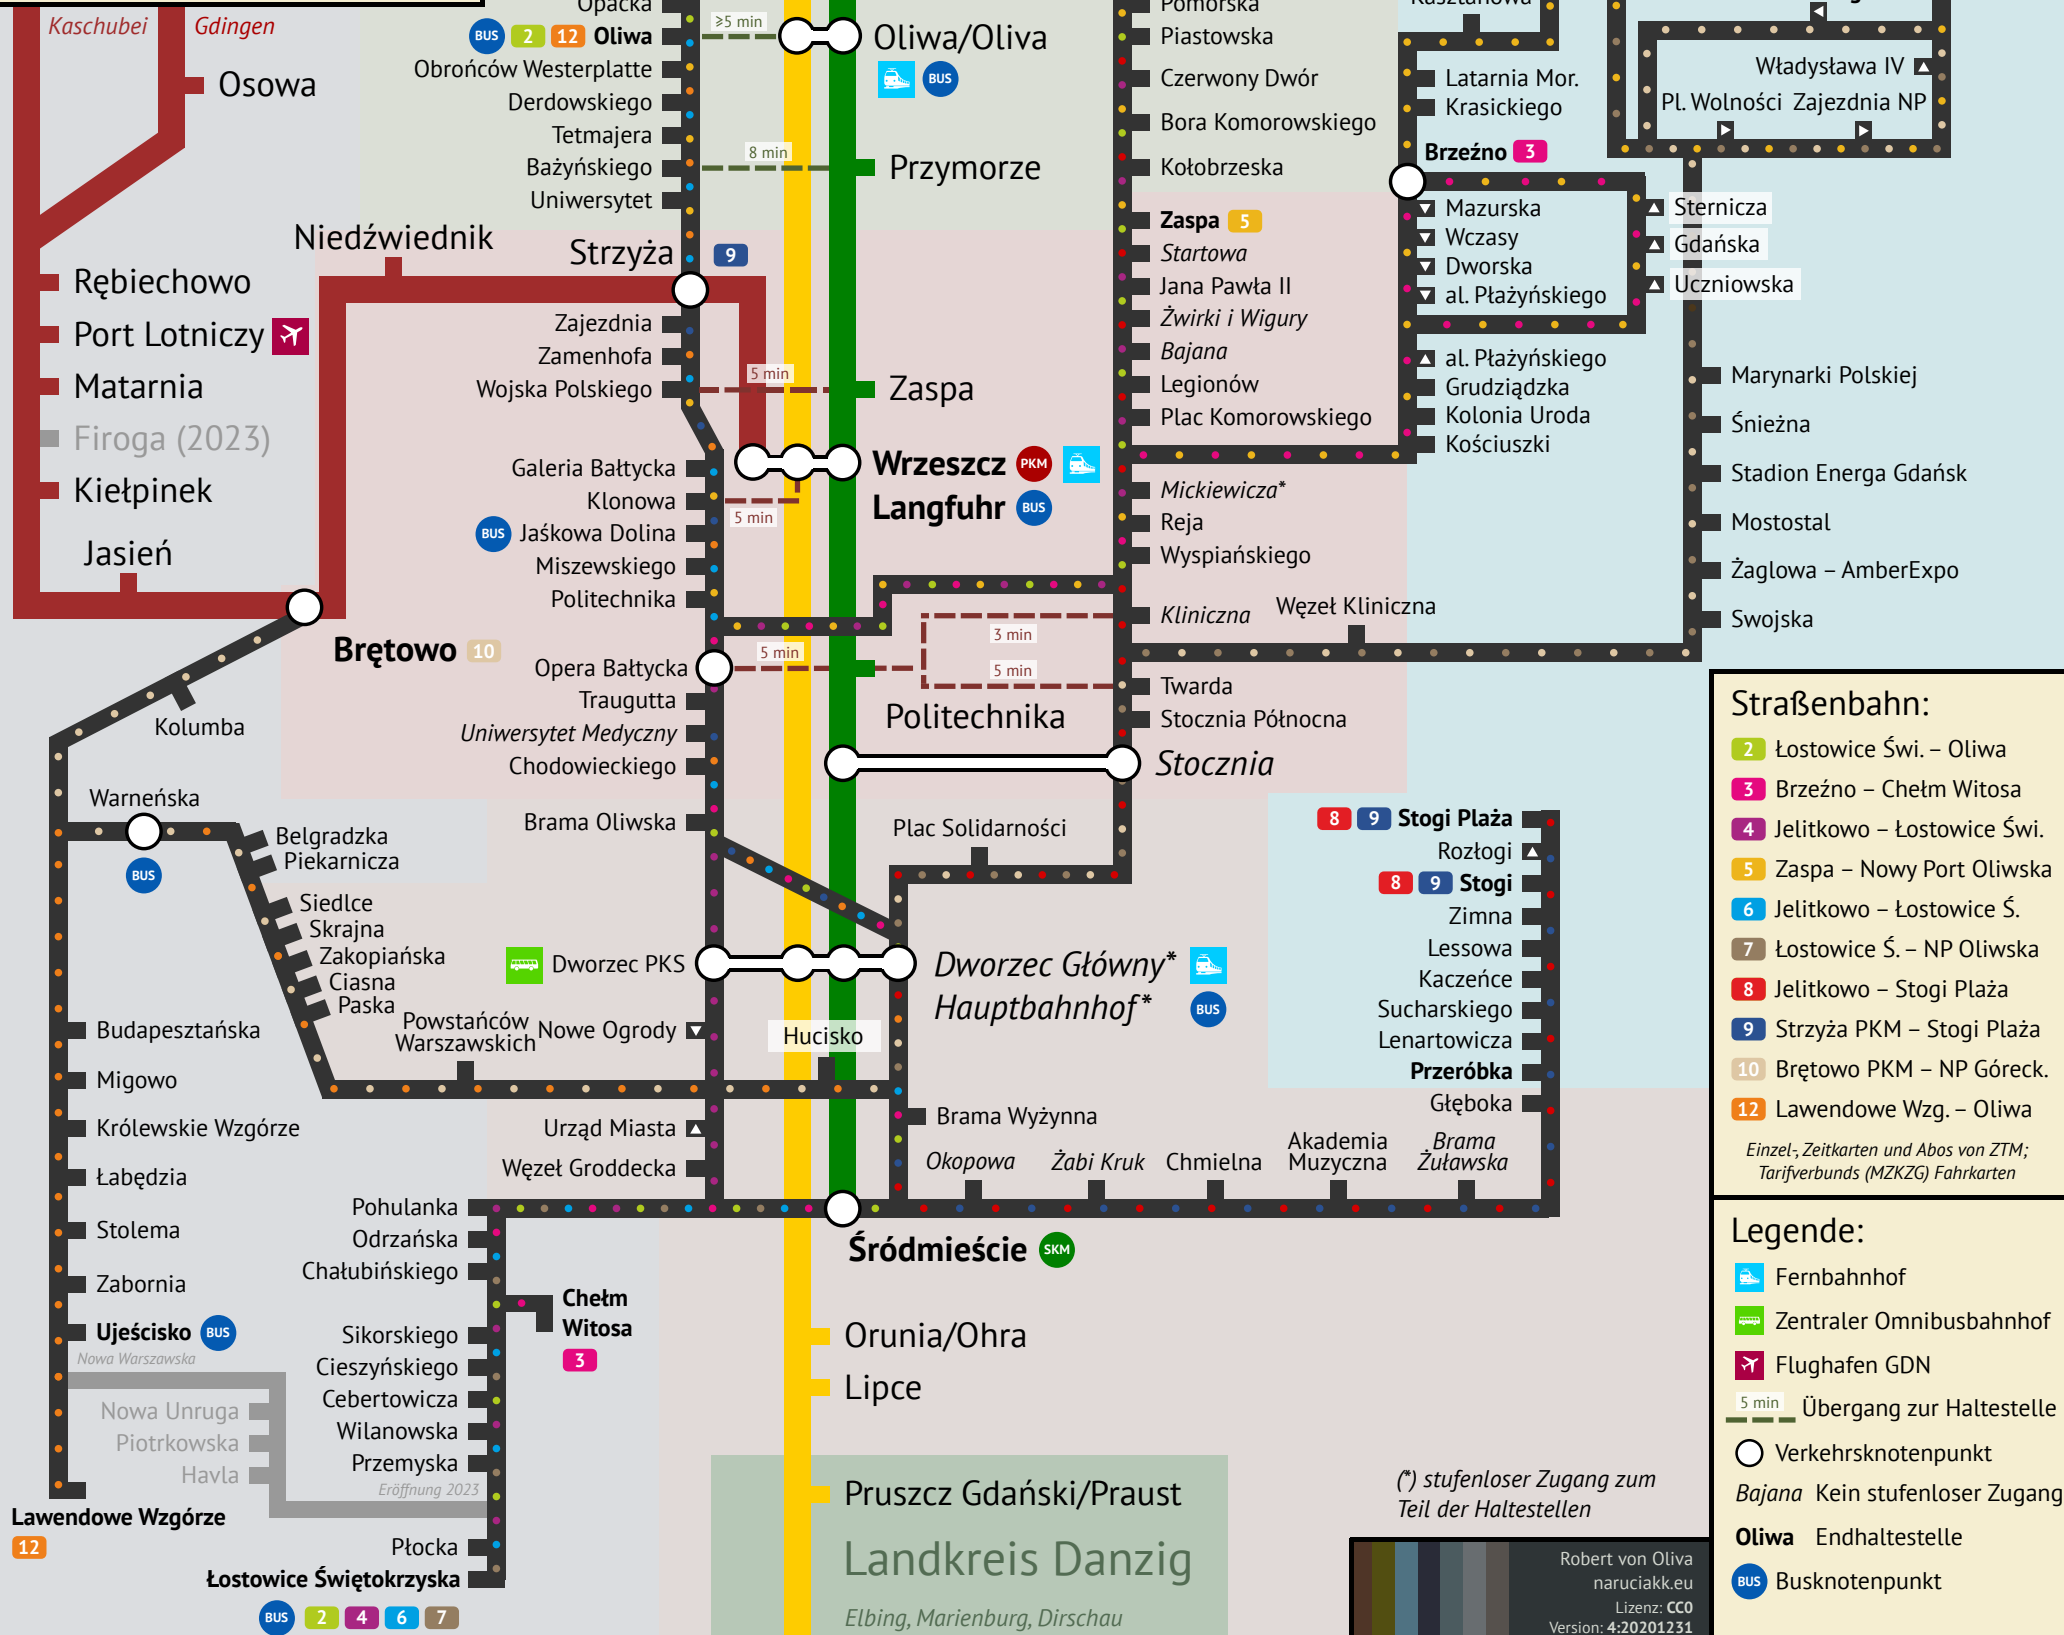 Kaschubei
Gdingen
Osowa
Rębiechowo
Port Lotniczy
Matarnia
Firoga (2023)
Kiełpinek
Jasień
Niedźwiednik
Brętowo 10
Kolumba
Warneńska
BUS
Belgradzka
Piekarnicza
Siedlce
Skrajna
Zakopiańska
Ciasna
Paska
Powstańców
Warszawskich
Budapesztańska
Migowo
Królewskie Wzgórze
Łabędzia
Stolema
Zabornia
Ujeścisko BUS
Nowa Warszawska
Nowa Unruga
Piotrkowska
Havla
Eröffnung 2023
Lawendowe Wzgórze
12
Opacka
BUS 2 12 Oliwa
Obrońców Westerplatte
Derdowskiego
Tetmajera
Bażyńskiego
Uniwersytet
Strzyża 9
Zajezdnia
Zamenhofa
Wojska Polskiego
Galeria Bałtycka
Klonowa
BUS Jaśkowa Dolina
Miszewskiego
Politechnika
Opera Bałtycka
Traugutta
Uniwersytet Medyczny
Chodowieckiego
Brama Oliwska
Dworzec PKS
Nowe Ogrody
Urząd Miasta
Węzeł Groddecka
Pohulanka
Odrzańska
Chałubińskiego
Chełm
Witosa
3
Sikorskiego
Cieszyńskiego
Cebertowicza
Wilanowska
Przemyska
Płocka
Łostowice Świętokrzyska
BUS 2 4 6 7
≥5 min
8 min
5 min
5 min
5 min
3 min
5 min
Oliwa/Oliva
BUS
Przymorze
Zaspa
Wrzeszcz PKM
Langfuhr BUS
Politechnika
Stocznia
Plac Solidarności
Dworzec Główny*
Hauptbahnhof* BUS
Hucisko
Brama Wyżynna
Okopowa
Żabi Kruk
Chmielna
Akademia
Muzyczna
Brama
Żuławska
Śródmieście SKM
Orunia/Ohra
Lipce
Pruszcz Gdański/Praust
Landkreis Danzig
Elbing, Marienburg, Dirschau
Pomorska
Piastowska
Czerwony Dwór
Bora Komorowskiego
Kołobrzeska
Zaspa 5
Startowa
Jana Pawła II
Żwirki i Wigury
Bajana
Legionów
Plac Komorowskiego
Mickiewicza*
Reja
Wyspiańskiego
Kliniczna
Węzeł Kliniczna
Twarda
Stocznia Północna
Kasztanowa
Latarnia Mor.
Krasickiego
Brzeźno 3
Mazurska
Wczasy
Dworska
al. Płażyńskiego
al. Płażyńskiego
Grudziądzka
Kolonia Uroda
Kościuszki
Sternicza
Gdańska
Uczniowska
Władysława IV
Pl. Wolności
Zajezdnia NP
Marynarki Polskiej
Śnieżna
Stadion Energa Gdańsk
Mostostal
Żaglowa – AmberExpo
Swojska
8 9 Stogi Plaża
Rozłogi
8 9 Stogi
Zimna
Lessowa
Kaczeńce
Sucharskiego
Lenartowicza
Przeróbka
Głęboka
Straßenbahn:
2 Łostowice Świ. – Oliwa
3 Brzeźno – Chełm Witosa
4 Jelitkowo – Łostowice Świ.
5 Zaspa – Nowy Port Oliwska
6 Jelitkowo – Łostowice Ś.
7 Łostowice Ś. – NP Oliwska
8 Jelitkowo – Stogi Plaża
9 Strzyża PKM – Stogi Plaża
10 Brętowo PKM – NP Góreck.
12 Lawendowe Wzg. – Oliwa
Einzel-, Zeitkarten und Abos von ZTM;
Tarifverbunds (MZKZG) Fahrkarten
Legende:
Fernbahnhof
Zentraler Omnibusbahnhof
Flughafen GDN
5 min Übergang zur Haltestelle
Verkehrsknotenpunkt
Bajana Kein stufenloser Zugang
Oliwa Endhaltestelle
BUS Busknotenpunkt
(*) stufenloser Zugang zum
Teil der Haltestellen
Robert von Oliva
naruciakk.eu
Lizenz: CC0
Version: 4:20201231